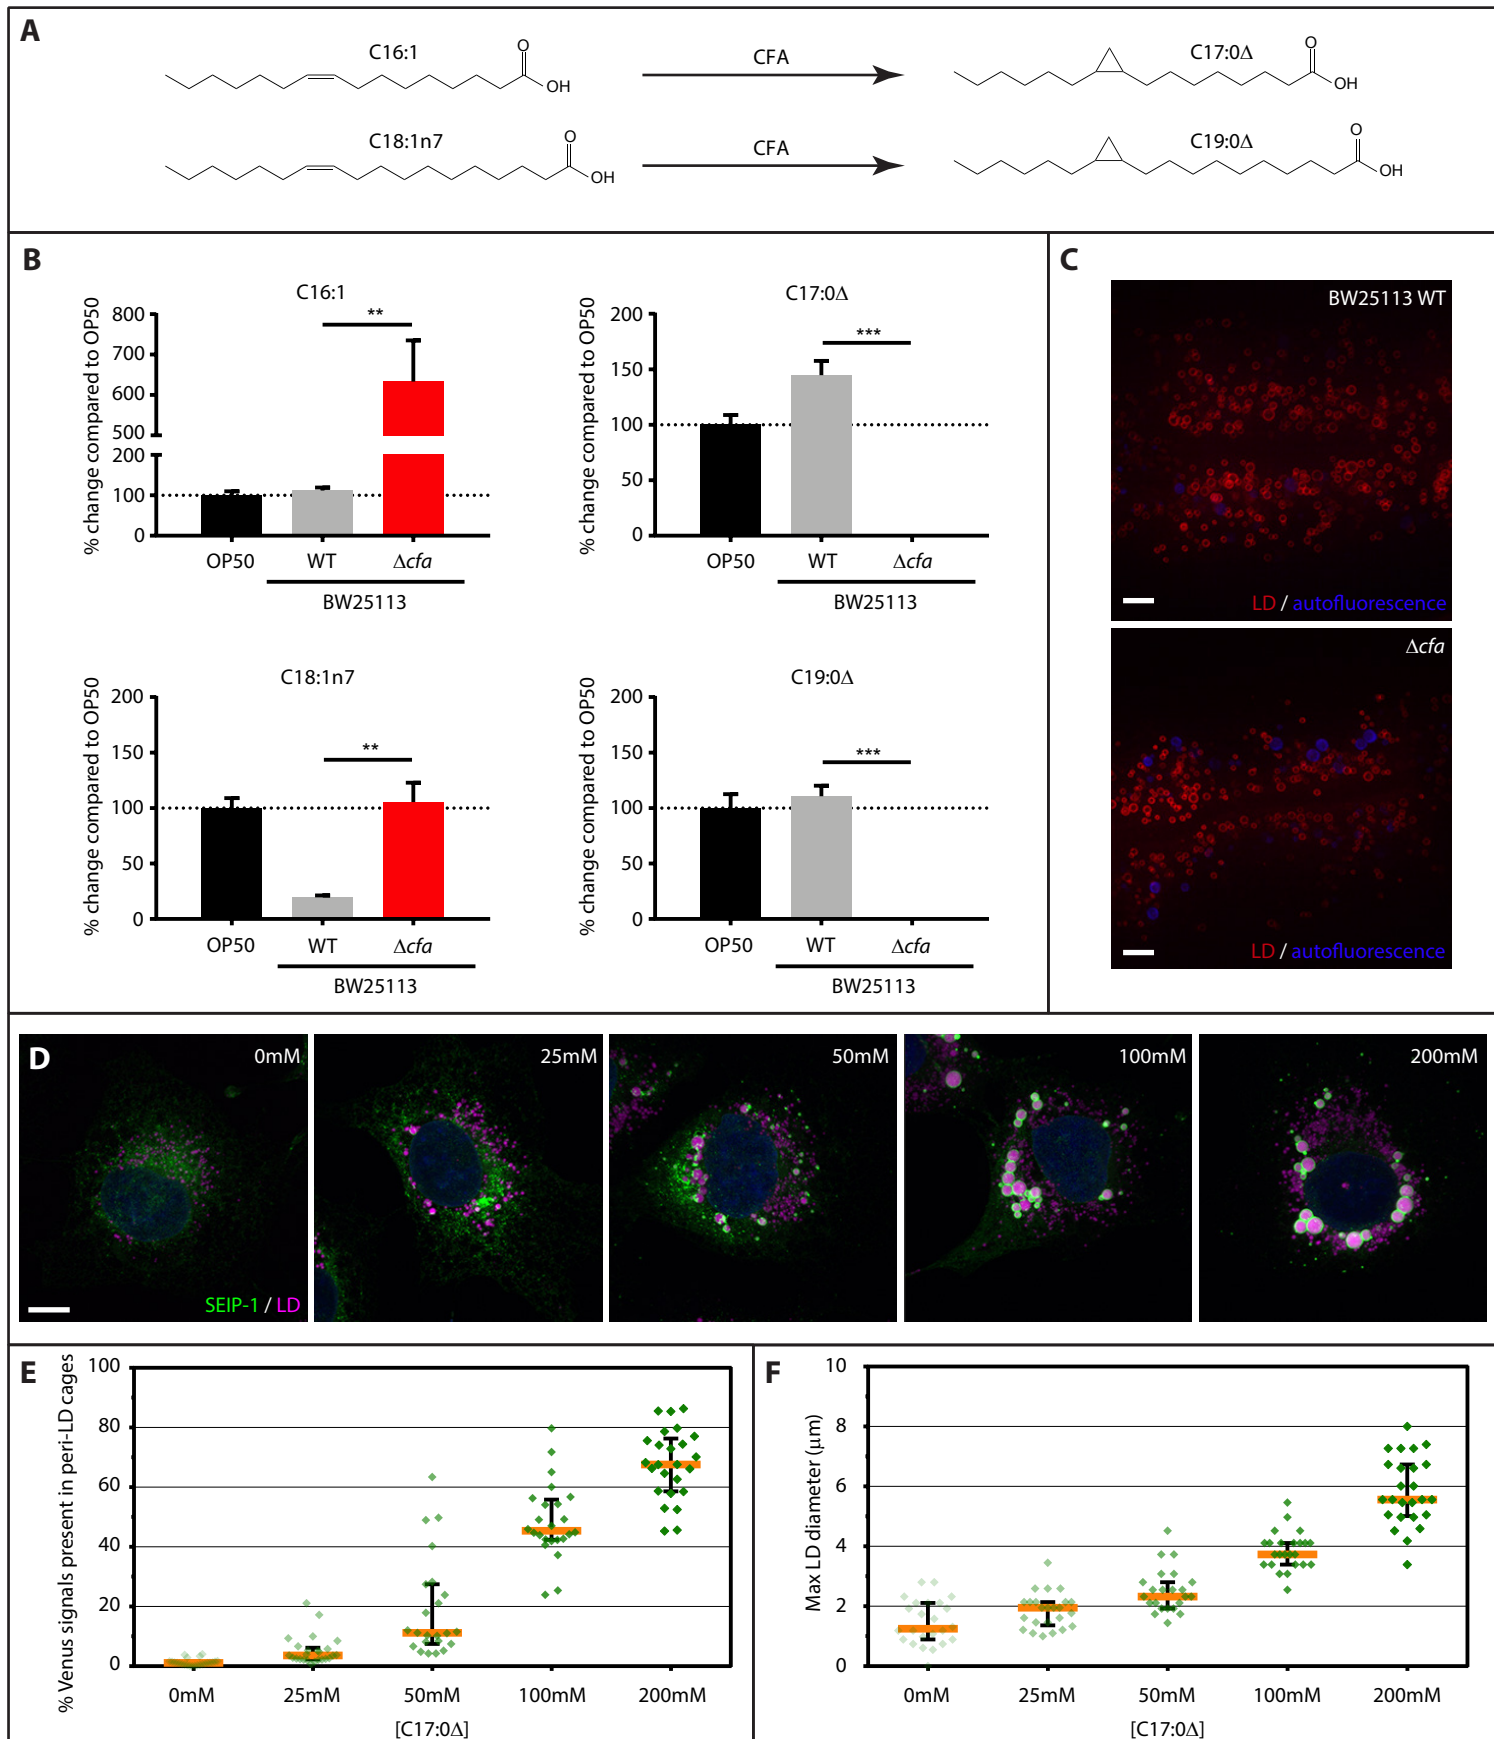 A
C16:1
O
OH
CFA
C17:0Δ
O
OH
C18:1n7
O
OH
CFA
C19:0Δ
O
OH
B
C16:1
% change compared to OP50
800
700
600
500
200
100
0
**
OP50
WT
Δcfa
BW25113
C17:0Δ
% change compared to OP50
200
150
100
50
0
***
OP50
WT
Δcfa
BW25113
C18:1n7
% change compared to OP50
200
150
100
50
0
**
OP50
WT
Δcfa
BW25113
C19:0Δ
% change compared to OP50
200
150
100
50
0
***
OP50
WT
Δcfa
BW25113
C
BW25113 WT
LD / autofluorescence
Δcfa
LD / autofluorescence
D
0mM
SEIP-1 / LD
25mM
50mM
100mM
200mM
E
% Venus signals present in peri-LD cages
100
80
60
40
20
0
0mM
25mM
50mM
100mM
200mM
[C17:0Δ]
F
Max LD diameter (μm)
10
8
6
4
2
0
0mM
25mM
50mM
100mM
200mM
[C17:0Δ]